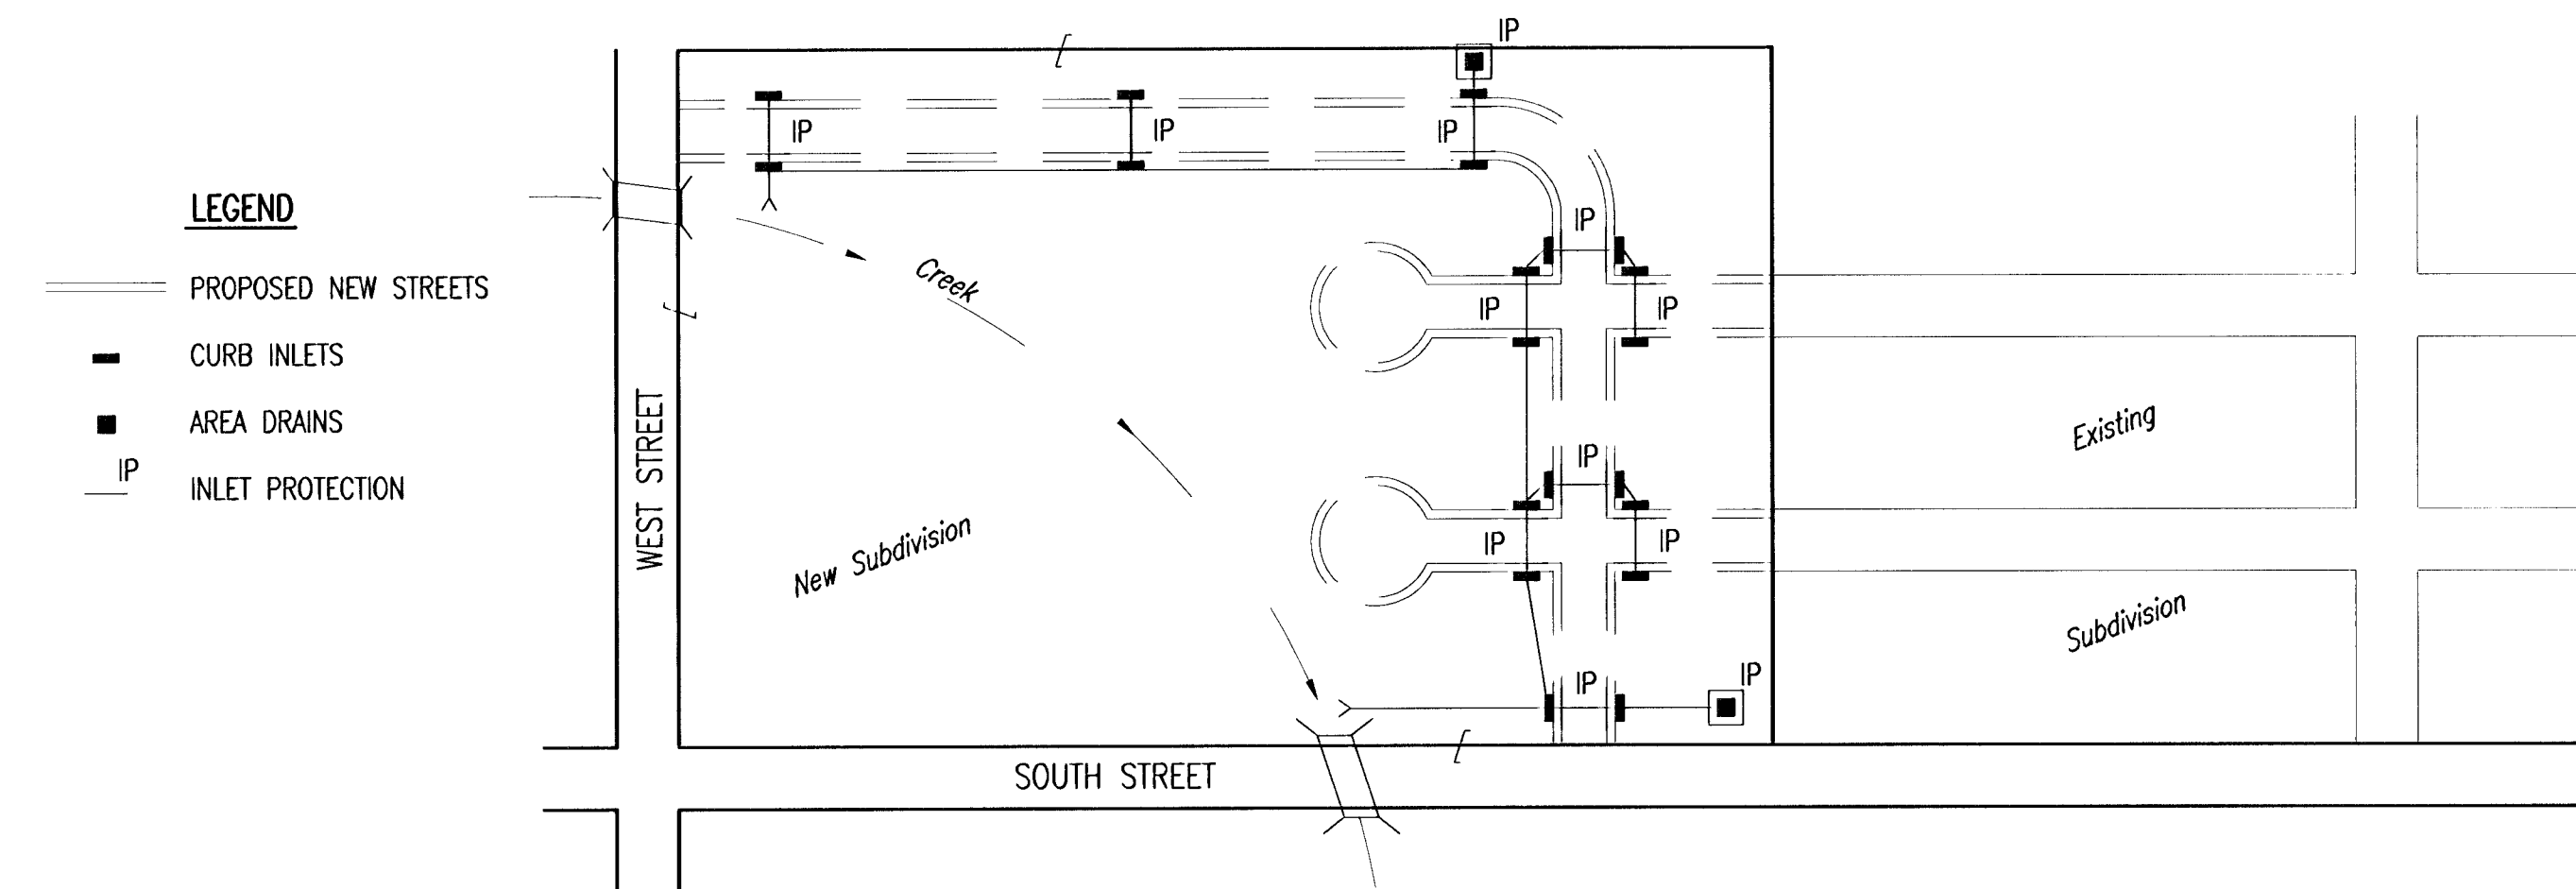 IP
IP
IP
IP
LEGEND
IP
PROPOSED NEW STREETS
Creek
IP
IP
CURB INLETS
AREA DRAINS
WEST STREET
Existing
IP
IP
INLET PROTECTION
New Subdivision
IP
IP
Subdivision
IP
IP
SOUTH STREET